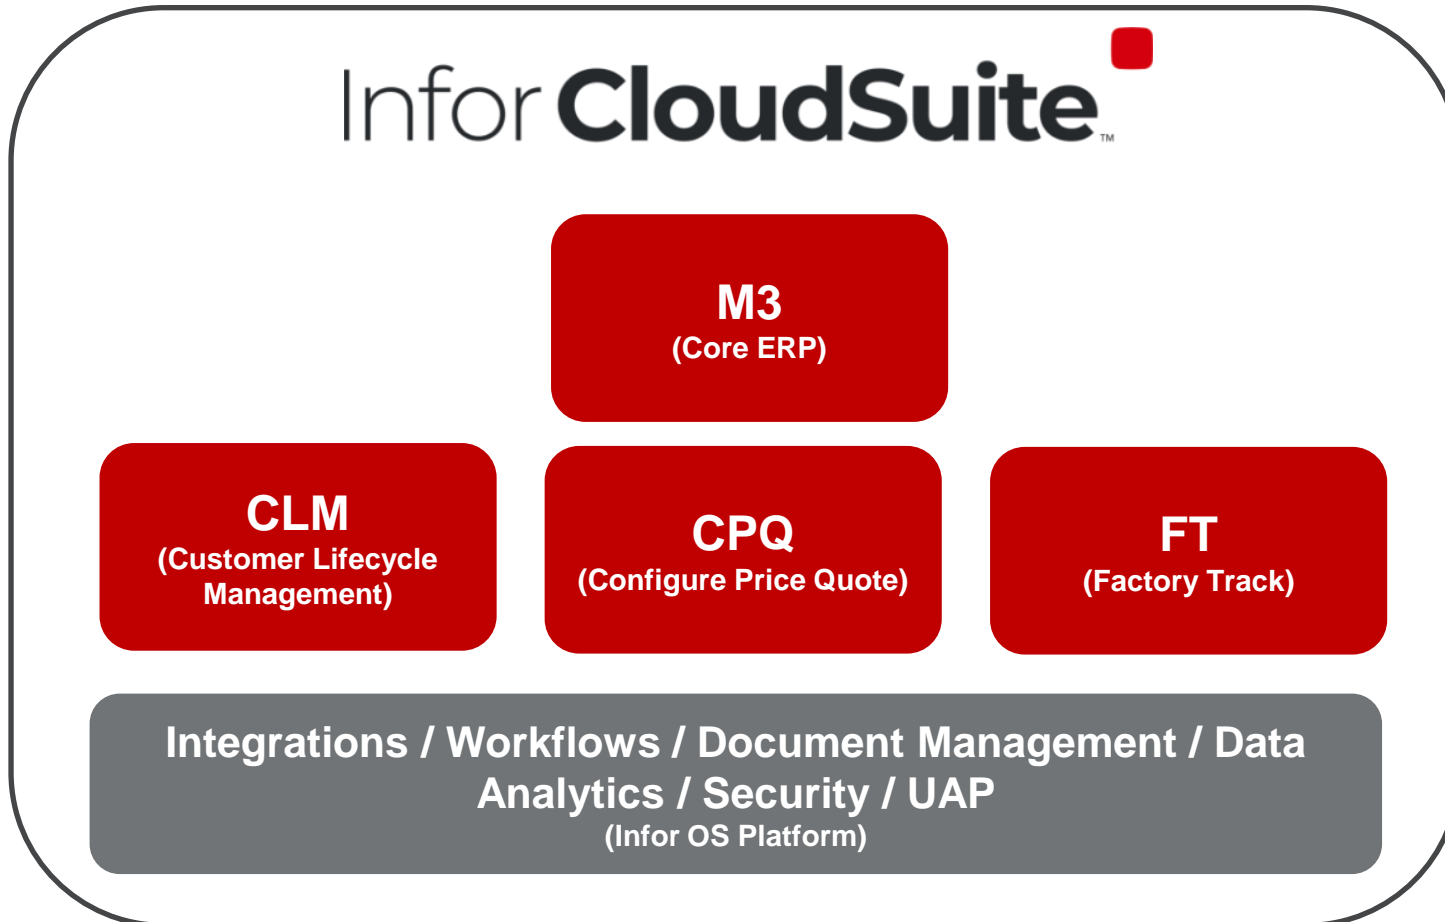 Infor CloudSuite™
M3
(Core ERP)
CLM
(Customer Lifecycle
Management)
CPQ
(Configure Price Quote)
FT
(Factory Track)
Integrations / Workflows / Document Management / Data
Analytics / Security / UAP
(Infor OS Platform)